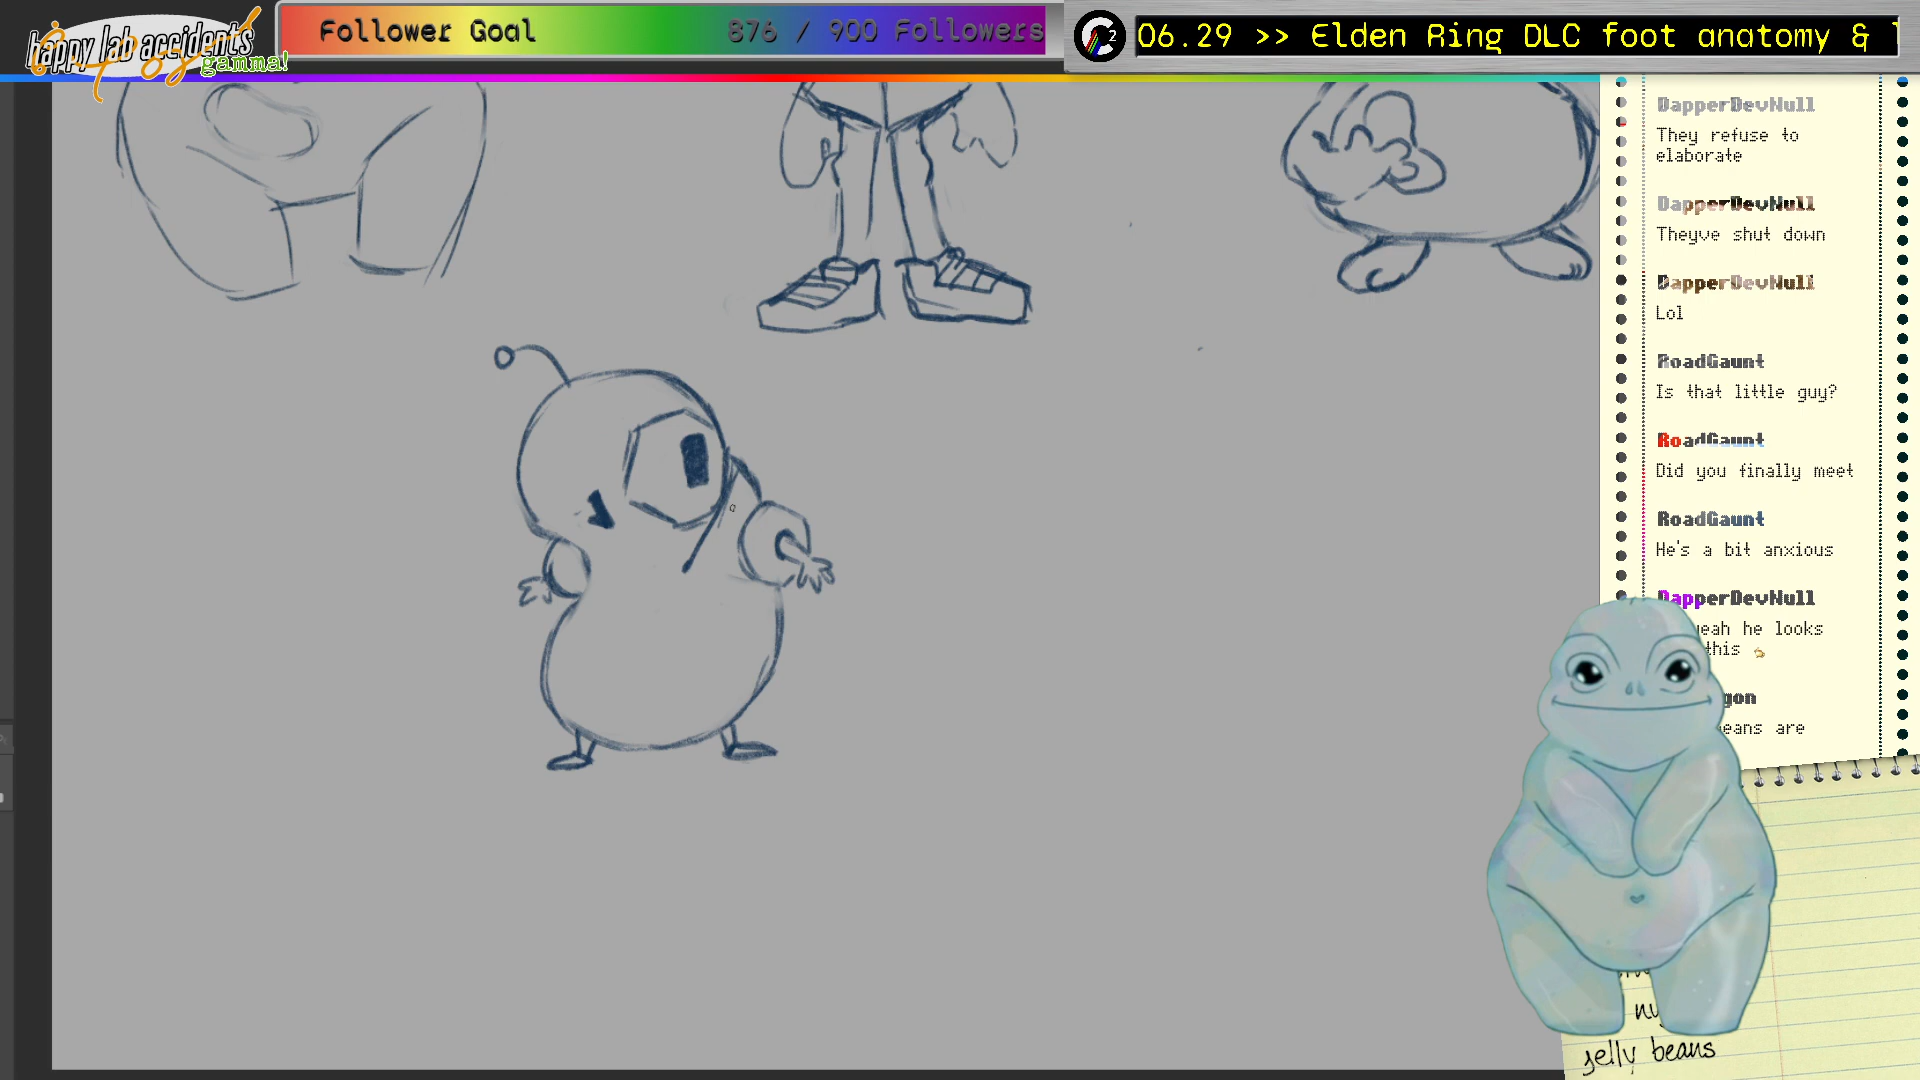 happy lab accidents
gamma!
Follower Goal
876 / 900 Followers
06.29 >> Elden Ring DLC foot anatomy &
DapperDevNull
They refuse to
elaborate
DapperDevNull
Theyve shut down
DapperDevNull
Lol
RoadGaunt
Is that little guy?
RoadGaunt
Did you finally meet
RoadGaunt
He's a bit anxious
DapperDevNull
yeah he looks
this
gon
eans are
jelly beans